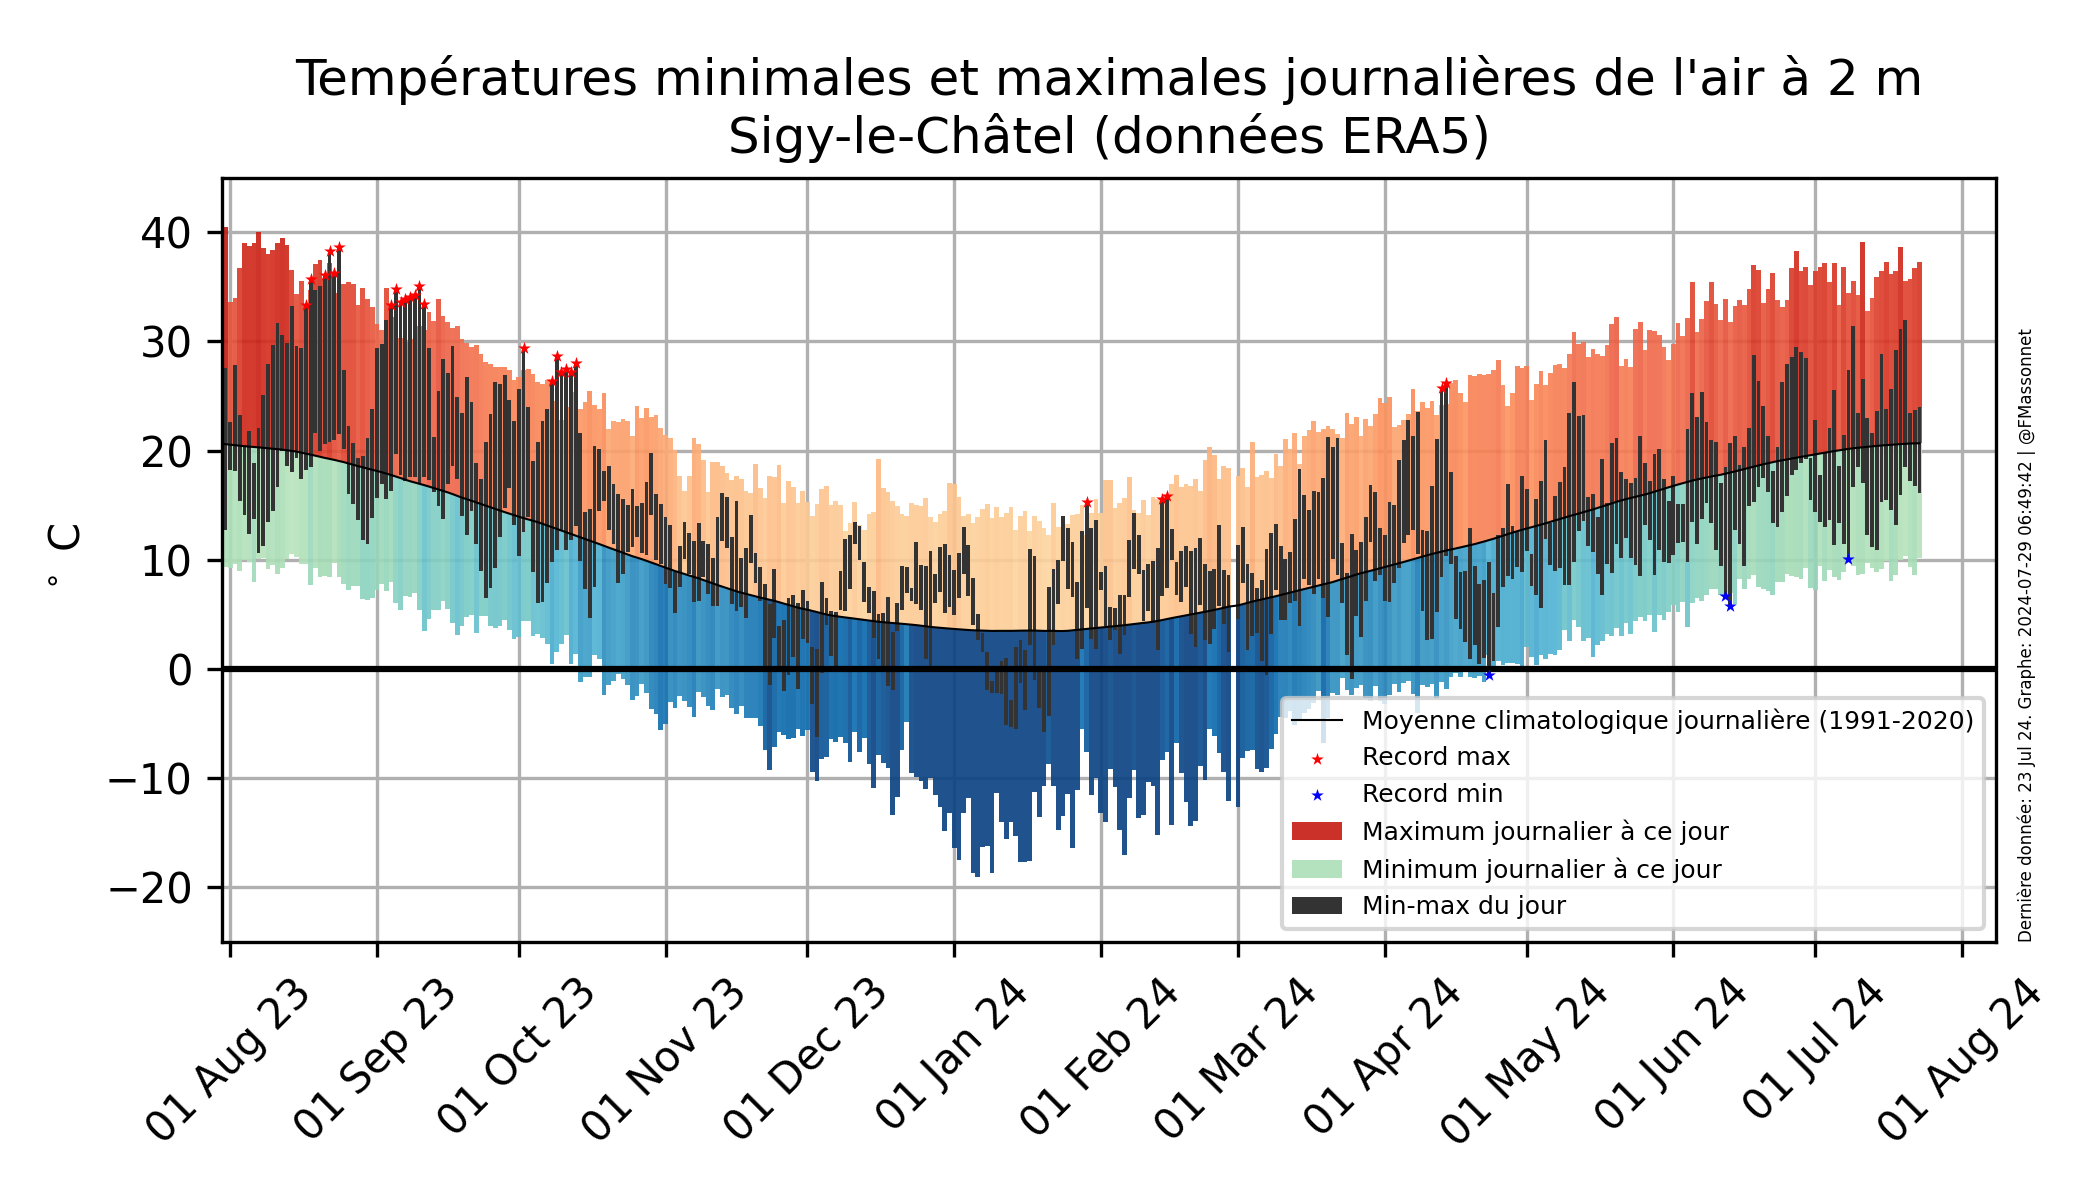 Températures minimales et maximales journalières de l'air à 2 m
Sigy-le-Châtel (données ERA5)
° C
40
30
20
10
0
−10
−20
Moyenne climatologique journalière (1991-2020)
Record max
Record min
Maximum journalier à ce jour
Minimum journalier à ce jour
Min-max du jour
01 Aug 23
01 Sep 23
01 Oct 23
01 Nov 23
01 Dec 23
01 Jan 24
01 Feb 24
01 Mar 24
01 Apr 24
01 May 24
01 Jun 24
01 Jul 24
01 Aug 24
Dernière donnée: 23 Jul 24. Graphe: 2024-07-29 06:49:42 | @FMassonnet